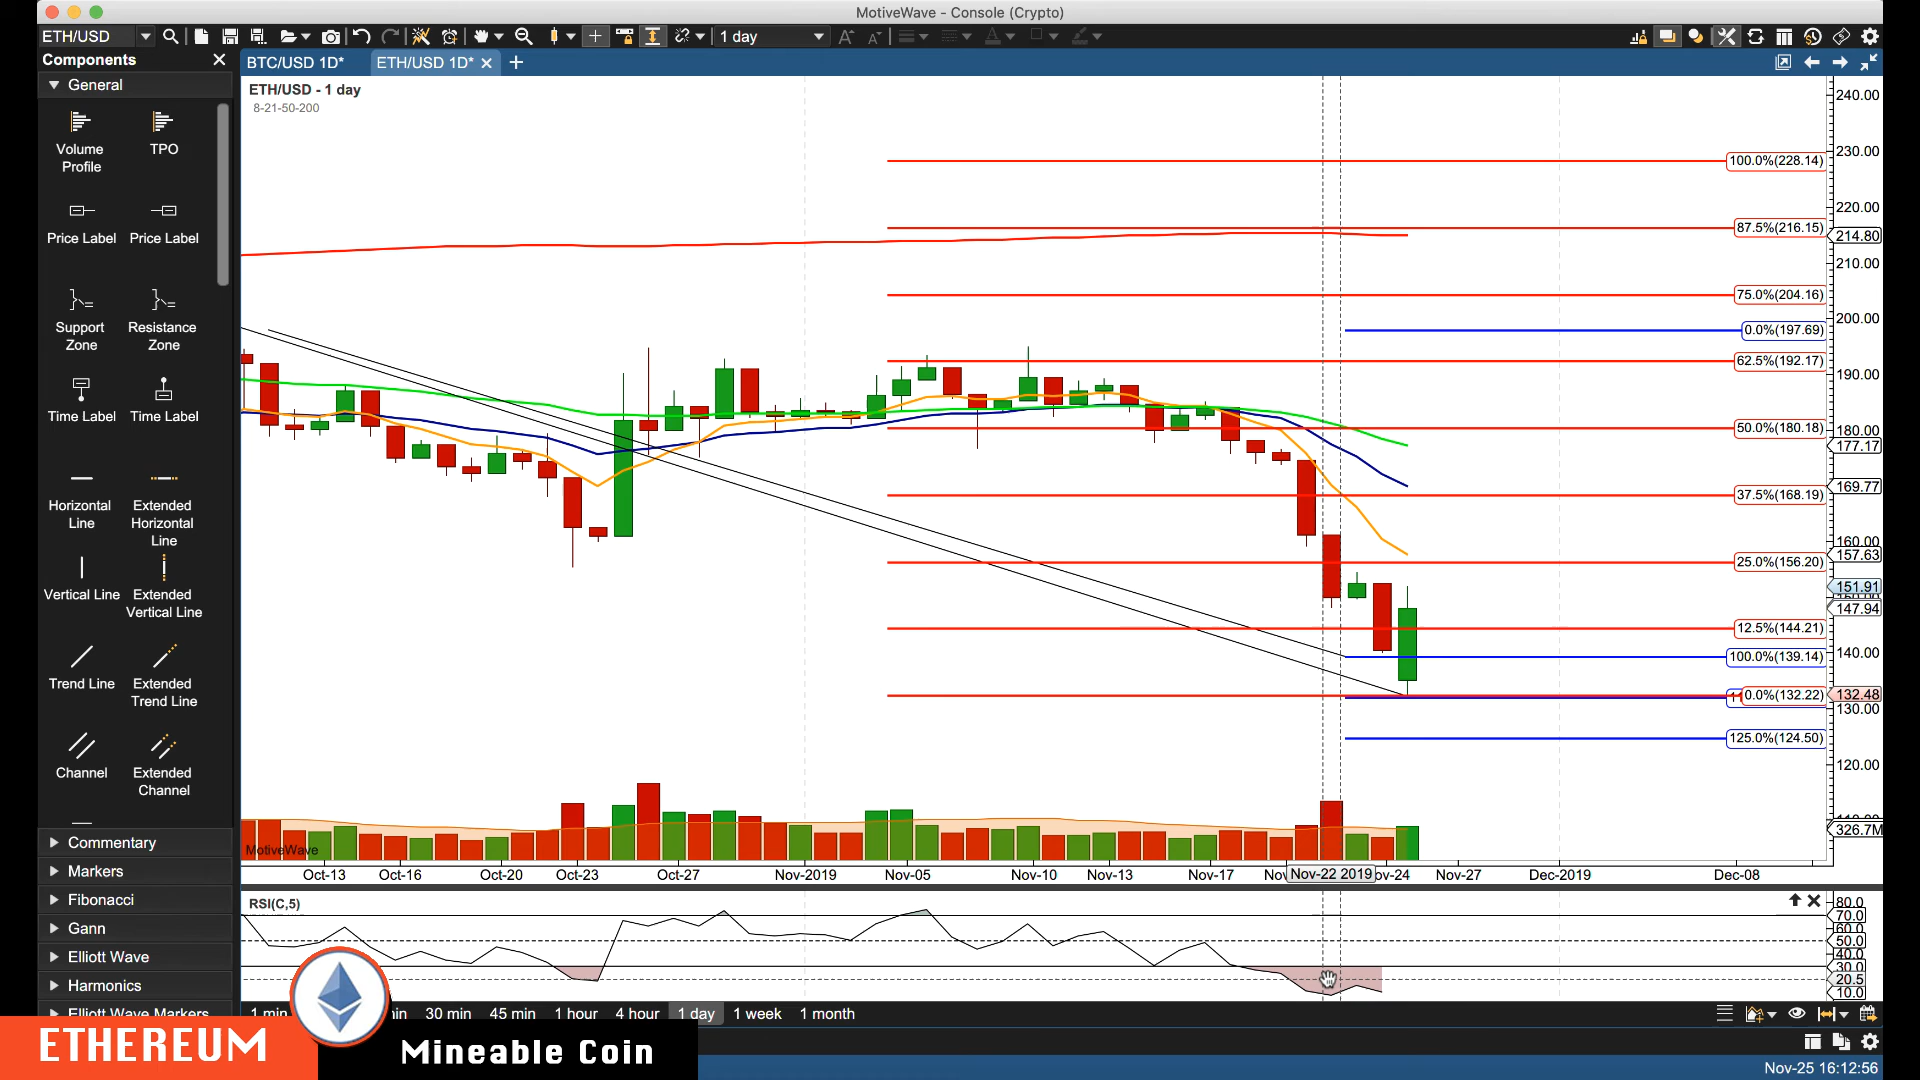 MotiveWave - Console (Crypto)
ETH/USD
1 day
Components
BTC/USD 1D*
ETH/USD 1D*
General
Volume Profile
TPO
Price Label
Price Label
Support Zone
Resistance Zone
Time Label
Time Label
Horizontal Line
Extended Horizontal Line
Vertical Line
Extended Vertical Line
Trend Line
Extended Trend Line
Channel
Extended Channel
Commentary
Markers
Fibonacci
Gann
Elliott Wave
Harmonics
Elliott Wave Markers
ETH/USD - 1 day
8-21-50-200
240.00
230.00
100.0%(228.14)
220.00
87.5%(216.15)
214.80
210.00
75.0%(204.16)
200.00
0.0%(197.69)
62.5%(192.17)
190.00
50.0%(180.18)
180.00
177.17
169.77
37.5%(168.19)
160.00
157.63
25.0%(156.20)
151.91
147.94
12.5%(144.21)
140.00
100.0%(139.14)
0.0%(132.22)
132.48
130.00
125.0%(124.50)
120.00
326.7M
MotiveWave
Oct-13
Oct-16
Oct-20
Oct-23
Oct-27
Nov-2019
Nov-05
Nov-10
Nov-13
Nov-17
Nov-22 2019
ov-24
Nov-27
Dec-2019
Dec-08
RSI(C,5)
80.0
70.0
60.0
50.0
40.0
30.0
20.5
10.0
1 min
in
30 min
45 min
1 hour
4 hour
1 day
1 week
1 month
ETHEREUM
Mineable Coin
Nov-25 16:12:56